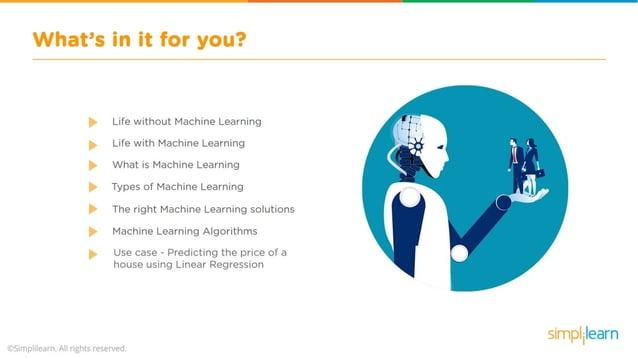 What's in it for you?
Life without Machine Learning
Life with Machine Learning
What is Machine Learning
Types of Machine Learning
The right Machine Learning solutions
Machine Learning Algorithms
Use case - Predicting the price of a
house using Linear Regression
simplilearn
©Simplilearn. All rights reserved.